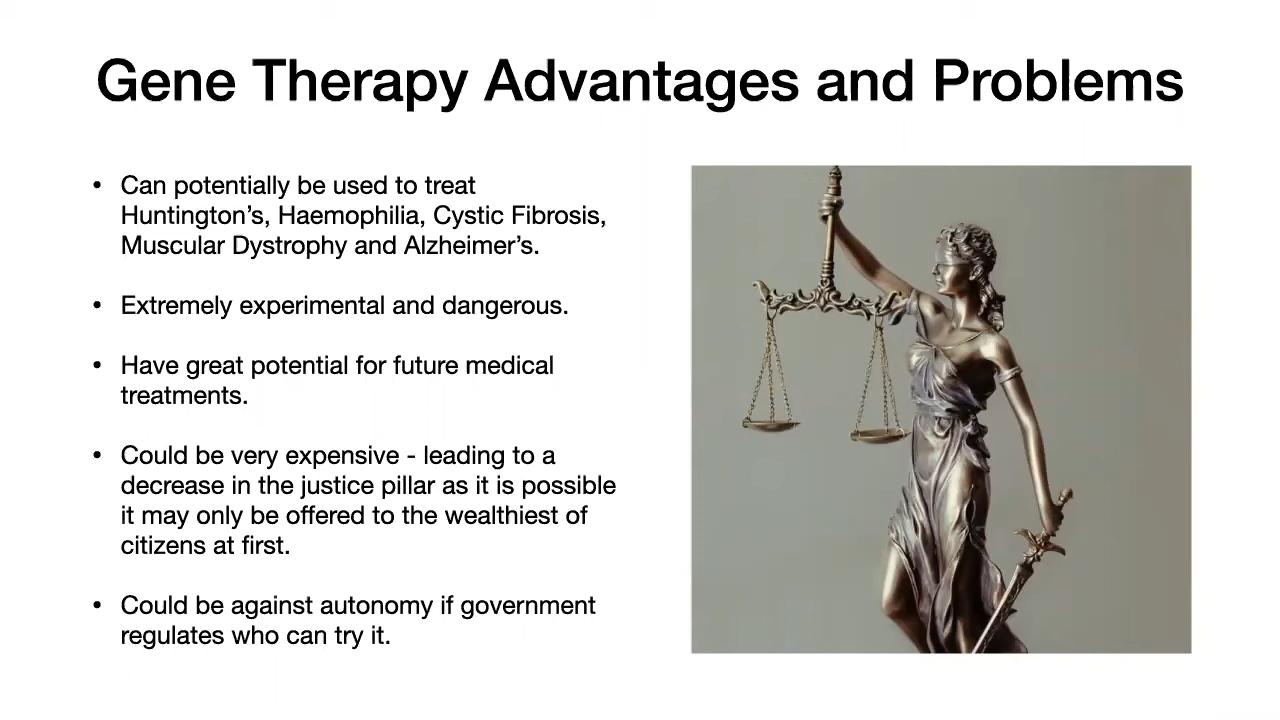 Gene Therapy Advantages and Problems
• Can potentially be used to treat
Huntington’s, Haemophilia, Cystic Fibrosis,
Muscular Dystrophy and Alzheimer’s.
• Extremely experimental and dangerous.
• Have great potential for future medical
treatments.
• Could be very expensive - leading to a
decrease in the justice pillar as it is possible
it may only be offered to the wealthiest of
citizens at first.
• Could be against autonomy if government
regulates who can try it.